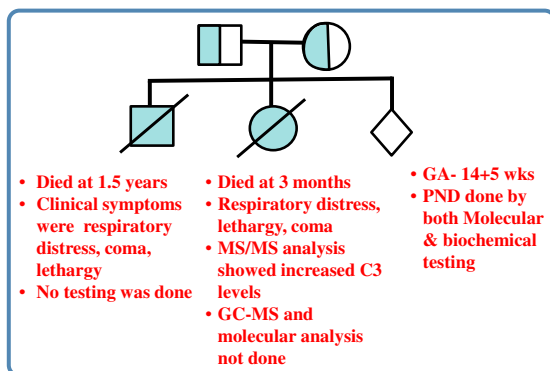 • Died at 1.5 years
• Clinical symptoms
were respiratory
distress, coma,
lethargy
• No testing was done
• Died at 3 months
• Respiratory distress,
lethargy, coma
• MS/MS analysis
showed increased C3
levels
• GC-MS and
molecular analysis
not done
• GA- 14+5 wks
• PND done by
both Molecular
& biochemical
testing